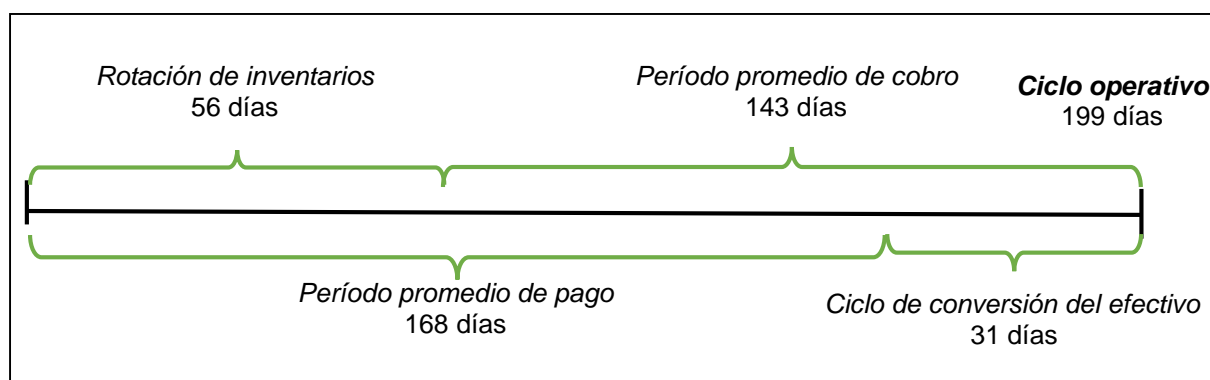 Rotación de inventarios
56 días
Período promedio de cobro
143 días
Ciclo operativo
199 días
Período promedio de pago
168 días
Ciclo de conversión del efectivo
31 días